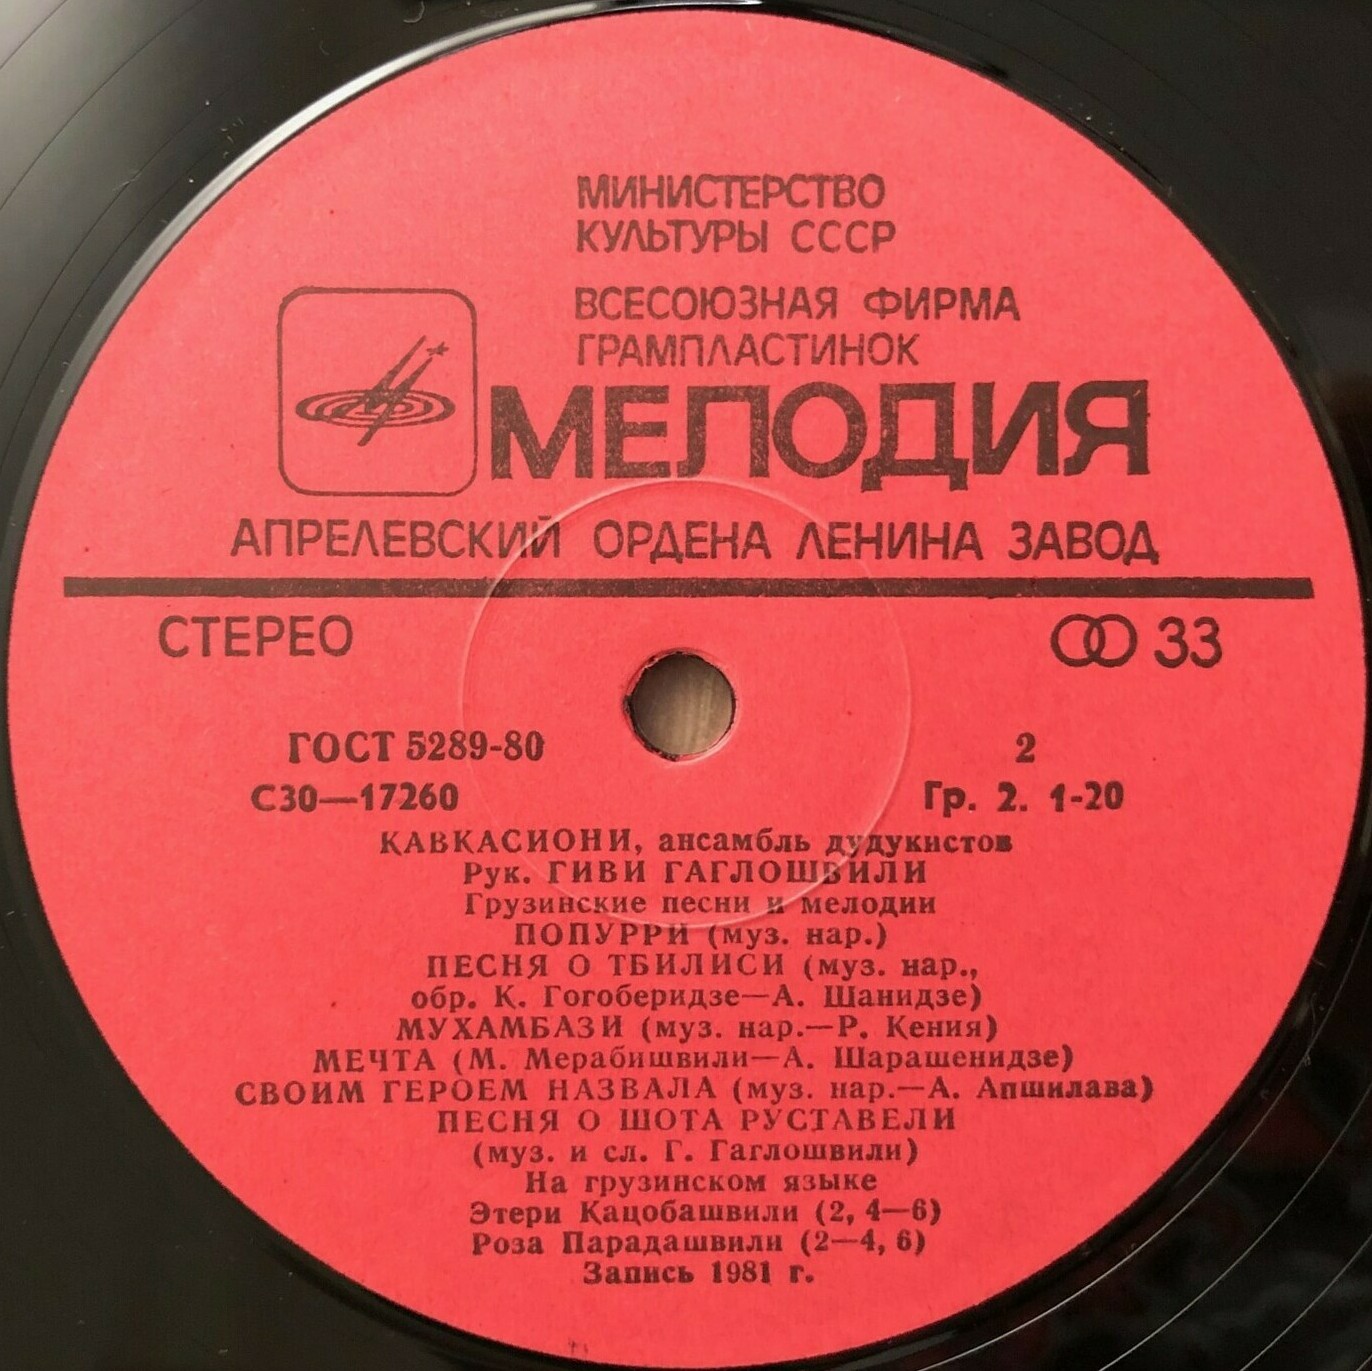 МИНИСТЕРСТВО
КУЛЬТУРЫ СССР
ВСЕСОЮЗНАЯ ФИРМА
ГРАМПЛАСТИНОК
МЕЛОДИЯ
АПРЕЛЕВСКИЙ ОРДЕНА ЛЕНИНА ЗАВОД
СТЕРЕО 33
ГОСТ 5289-80 2
С30—17260 Гр. 2. 1-20
КАВКАСИОНИ, ансамбль дудукистов
Рук. ГИВИ ГАГЛОШВИЛИ
Грузинские песни и мелодии
ПОПУРРИ (муз. нар.)
ПЕСНЯ О ТБИЛИСИ (муз. нар.,
обр. К. Гогоберидзе—А. Шанидзе)
МУХАМБАЗИ (муз. нар.—Р. Кения)
МЕЧТА (М. Мерабишвили—А. Шарашенидзе)
СВОИМ ГЕРОЕМ НАЗВАЛА (муз. нар.—А. Апшилава)
ПЕСНЯ О ШОТА РУСТАВЕЛИ
(муз. и сл. Г. Гаглошвили)
На грузинском языке
Этери Кацобашвили (2, 4—6)
Роза Парадашвили (2—4, 6)
Запись 1981 г.